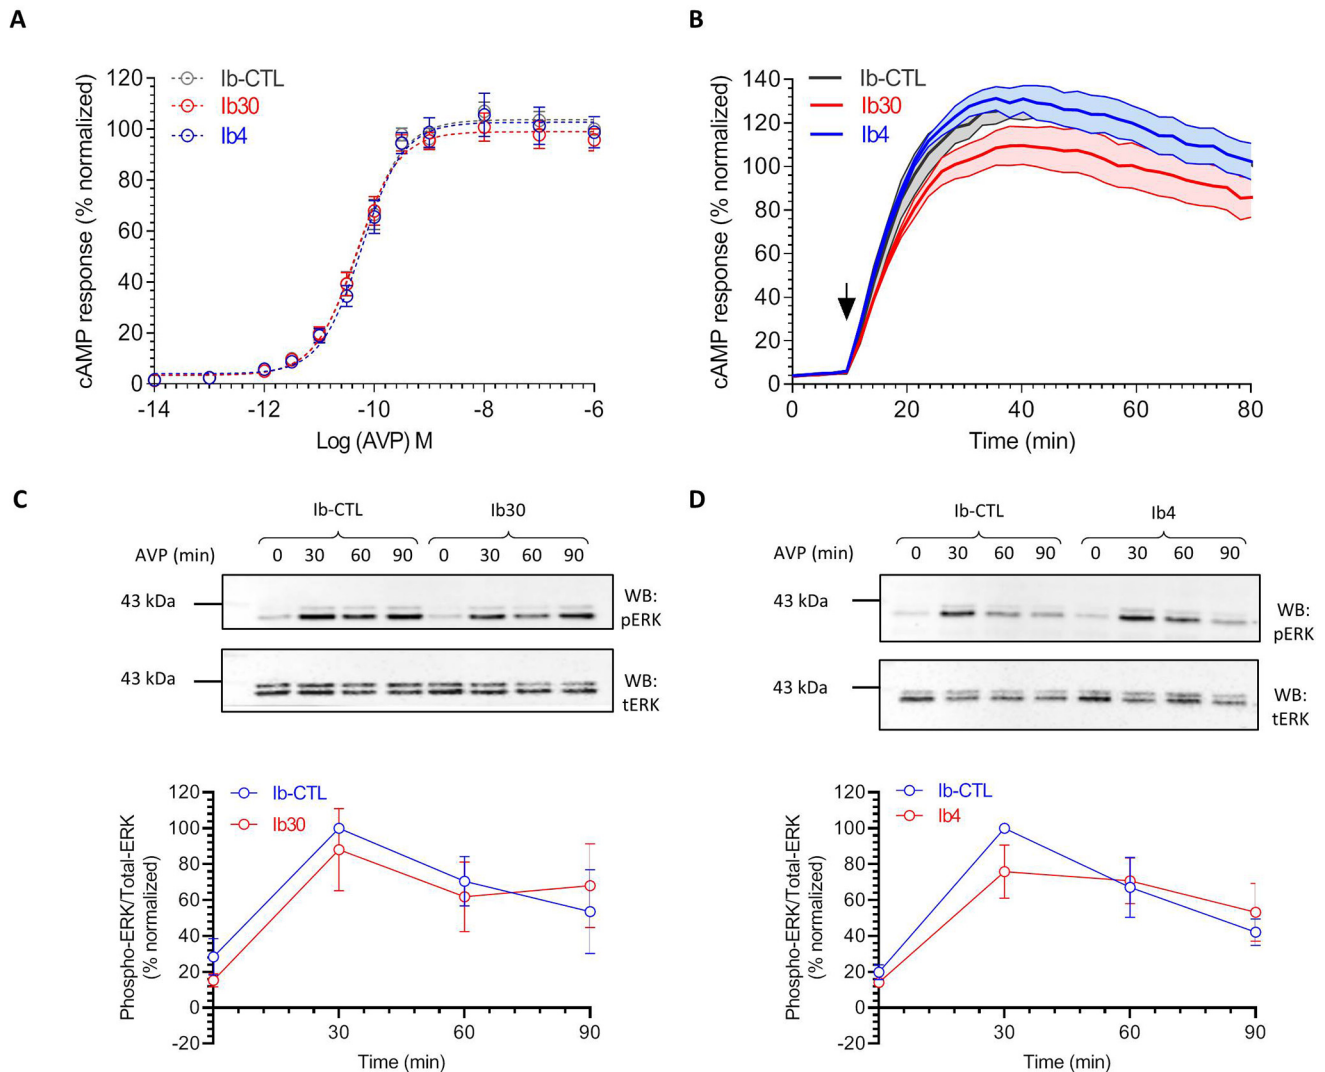 A
cAMP response (% normalized)
120
100
80
60
40
20
0
Ib-CTL
Ib30
Ib4
-14
-12
-10
-8
-6
Log (AVP) M
B
cAMP response (% normalized)
140
120
100
80
60
40
20
0
Ib-CTL
Ib30
Ib4
0
20
40
60
80
Time (min)
C
Ib-CTL
Ib30
AVP (min)
0 30 60 90 0 30 60 90
43 kDa
WB:
pERK
43 kDa
WB:
tERK
Phospho-ERK/Total-ERK
(% normalized)
120
100
80
60
40
20
0
-20
Ib-CTL
Ib30
30
60
90
Time (min)
D
Ib-CTL
Ib4
AVP (min)
0 30 60 90 0 30 60 90
43 kDa
WB:
pERK
43 kDa
WB:
tERK
Phospho-ERK/Total-ERK
(% normalized)
120
100
80
60
40
20
0
-20
Ib-CTL
Ib4
30
60
90
Time (min)